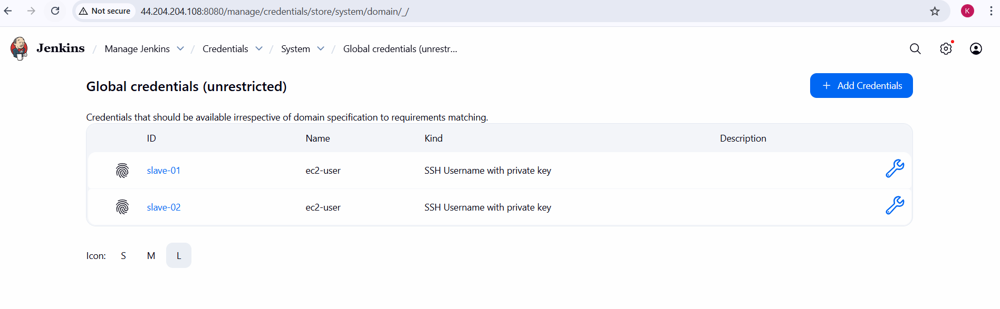 Not secure 44.204.204.108:8080/manage/credentials/store/system/domain/_/
K
Jenkins / Manage Jenkins / Credentials / System / Global credentials (unrestr...
Global credentials (unrestricted)
+ Add Credentials
Credentials that should be available irrespective of domain specification to requirements matching.
ID Name Kind Description
slave-01 ec2-user SSH Username with private key
slave-02 ec2-user SSH Username with private key
Icon: S M L